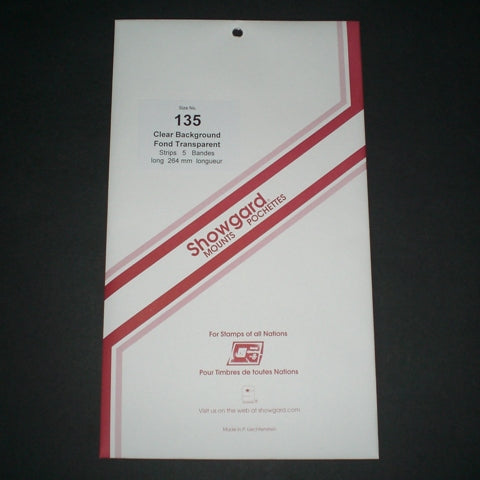 Size No.
135
Clear Background
Fond Transparent
Strips 5 Bandes
long 264 mm longueur
Showgard
MOUNTS POCHETTES
For Stamps of all Nations
Pour Timbres de toutes Nations
Visit us on the web at showgard.com
Made in P. Liechtenstein